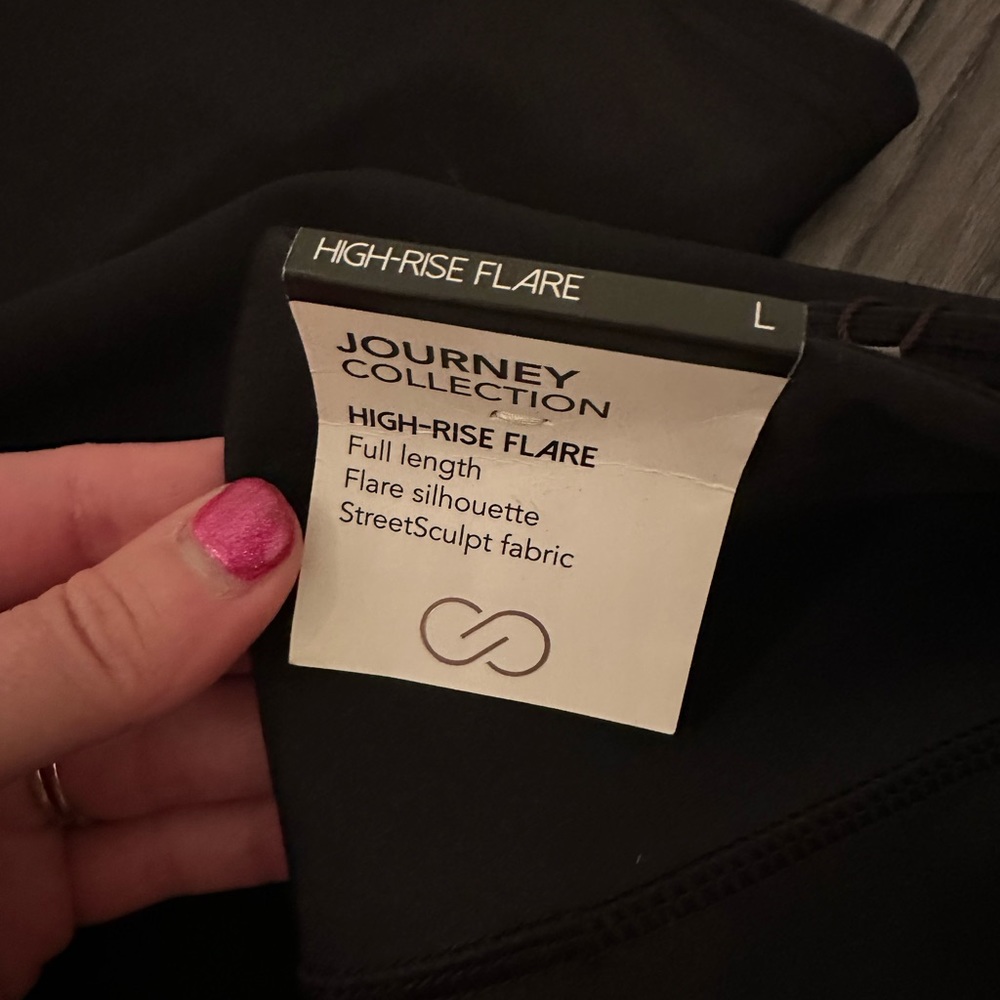 HIGH-RISE FLARE L
JOURNEY
COLLECTION
HIGH-RISE FLARE
Full length
Flare silhouette
StreetSculpt fabric